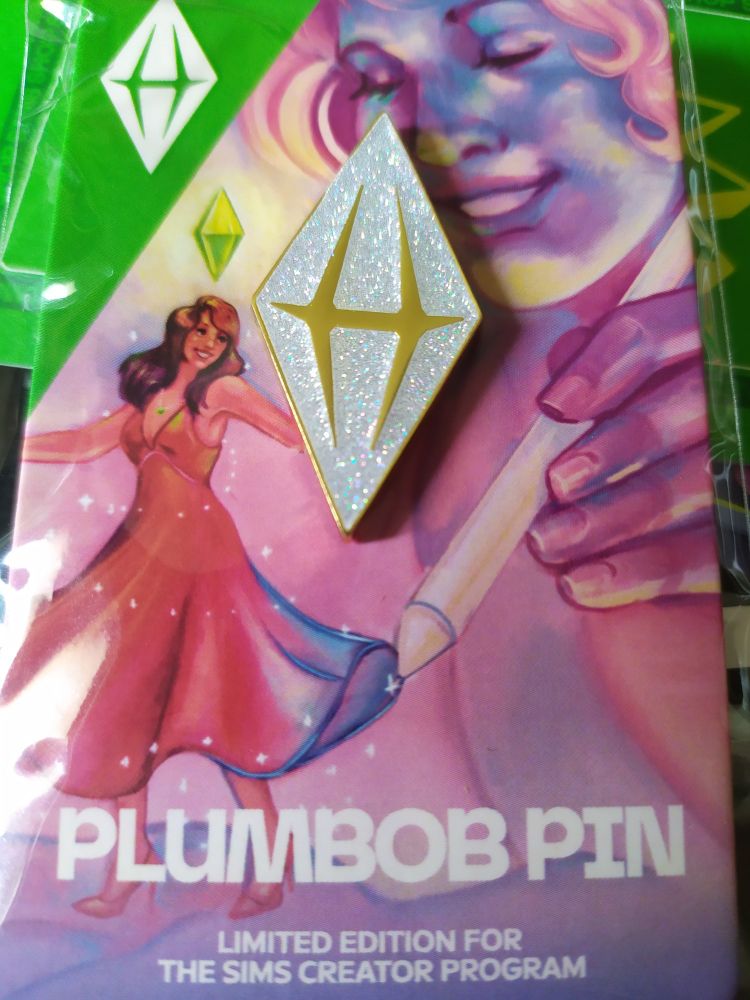 PLUMBOB PIN
LIMITED EDITION FOR
THE SIMS CREATOR PROGRAM